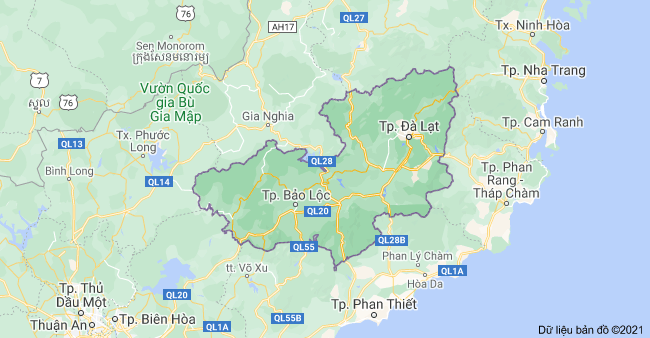 QL27
AH17
Tx. Ninh Hòa
Sen Monorom
ក្រុងសែនមនោរម្យ
7
76
Tp. Nha Trang
Vườn Quốc
gia Bù
Gia Mập
76
Gia Nghĩa
Tp. Đà Lạt
Tp. Cam Ranh
Tx. Phước
Long
QL13
QL28
Bình Long
QL14
Tp. Phan
Rang -
Tháp Chàm
Tp. Bảo Lộc
QL20
QL55
QL28B
Phan Lý Chàm
tt. Võ Xu
QL1A
Hòa Da
Tp. Thủ
Dầu Một
QL20
Tp. Phan Thiết
Thuận An
Tp. Biên Hòa
QL1A
QL55B
Dữ liệu bản đồ ©2021